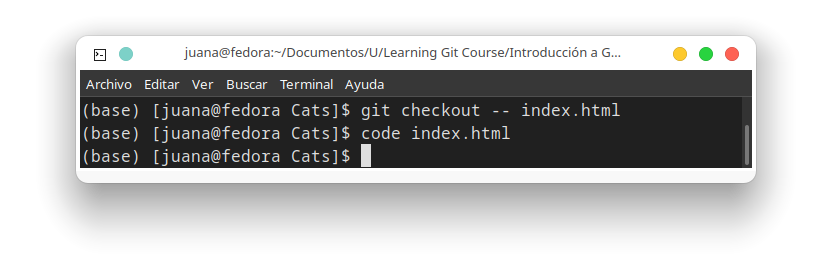 juana@fedora:~/Documentos/U/Learning Git Course/Introducción a G...
Archivo Editar Ver Buscar Terminal Ayuda
(base) [juana@fedora Cats]$ git checkout -- index.html
(base) [juana@fedora Cats]$ code index.html
(base) [juana@fedora Cats]$